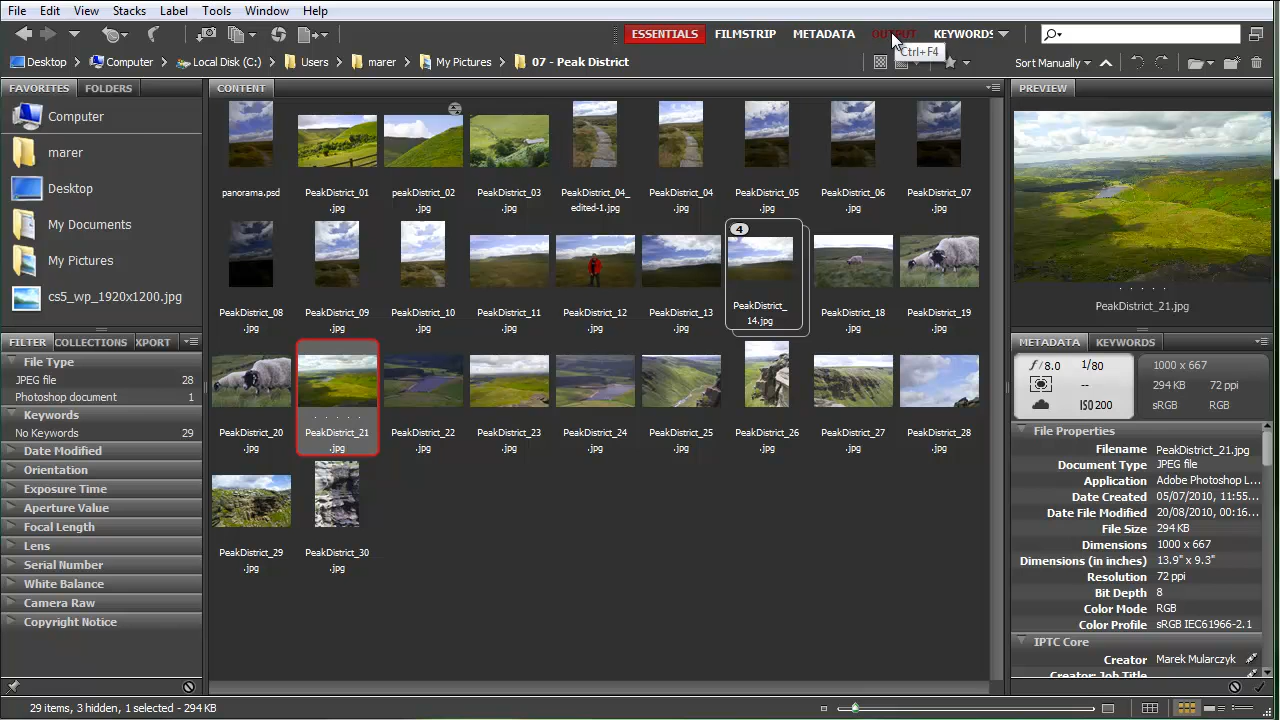 File Edit View Stacks Label Tools Window Help
ESSENTIALS FILMSTRIP METADATA OUTPUT KEYWORDS
Ctrl+F4
Desktop Computer Local Disk (C:) Users marer My Pictures 07 - Peak District
Sort Manually
FAVORITES FOLDERS
Computer
marer
Desktop
My Documents
My Pictures
cs5_wp_1920x1200.jpg
FILTER COLLECTIONS XPORT
File Type
JPEG file 28
Photoshop document 1
Keywords
No Keywords 29
Date Modified
Orientation
Exposure Time
Aperture Value
Focal Length
Lens
Serial Number
White Balance
Camera Raw
Copyright Notice
CONTENT
panorama.psd PeakDistrict_01 peakDistrict_02 PeakDistrict_03 PeakDistrict_04_ PeakDistrict_04 PeakDistrict_05 PeakDistrict_06 PeakDistrict_07
.jpg .jpg .jpg edited-1.jpg .jpg .jpg .jpg .jpg
4
PeakDistrict_08 PeakDistrict_09 PeakDistrict_10 PeakDistrict_11 PeakDistrict_12 PeakDistrict_13 PeakDistrict_ PeakDistrict_18 PeakDistrict_19
.jpg .jpg .jpg .jpg .jpg .jpg 14.jpg .jpg .jpg
PeakDistrict_20 PeakDistrict_21 PeakDistrict_22 PeakDistrict_23 PeakDistrict_24 PeakDistrict_25 PeakDistrict_26 PeakDistrict_27 PeakDistrict_28
.jpg .jpg .jpg .jpg .jpg .jpg .jpg .jpg .jpg
PeakDistrict_29 PeakDistrict_30
.jpg .jpg
PREVIEW
PeakDistrict_21.jpg
METADATA KEYWORDS
f/8.0 1/80 1000 x 667
-- 294 KB 72 ppi
ISO200 sRGB RGB
File Properties
Filename PeakDistrict_21.jpg
Document Type JPEG file
Application Adobe Photoshop L...
Date Created 05/07/2010, 11:55...
Date File Modified 20/08/2010, 00:16...
File Size 294 KB
Dimensions 1000 x 667
Dimensions (in inches) 13.9" x 9.3"
Resolution 72 ppi
Bit Depth 8
Color Mode RGB
Color Profile sRGB IEC61966-2.1
IPTC Core
Creator Marek Mularczyk
Creator: Job Title
29 items, 3 hidden, 1 selected - 294 KB